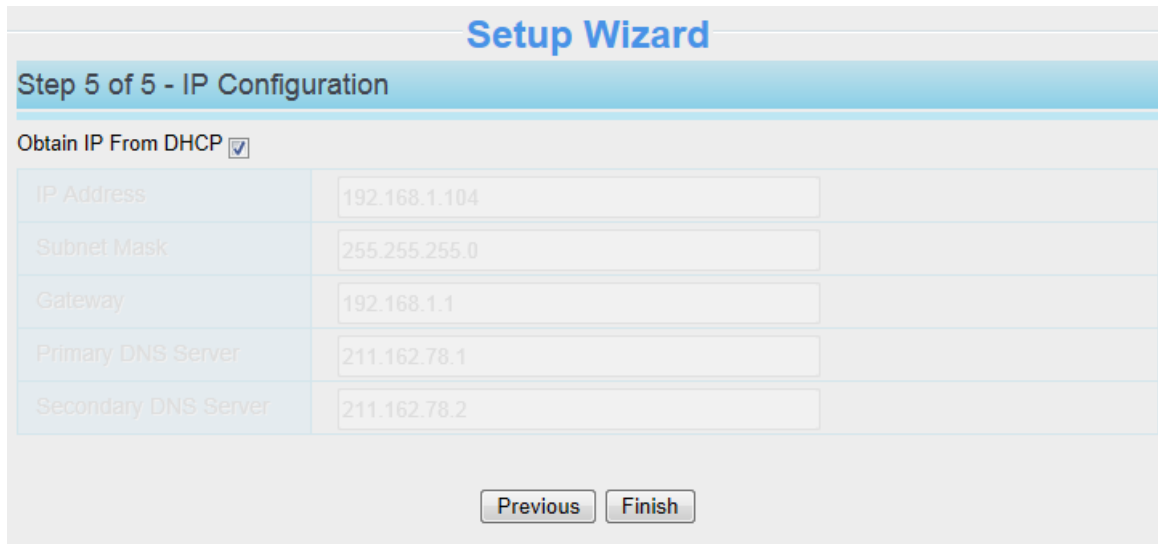 Setup Wizard
Step 5 of 5 - IP Configuration
Obtain IP From DHCP
IP Address 192.168.1.104
Subnet Mask 255.255.255.0
Gateway 192.168.1.1
Primary DNS Server 211.162.78.1
Secondary DNS Server 211.162.78.2
Previous Finish